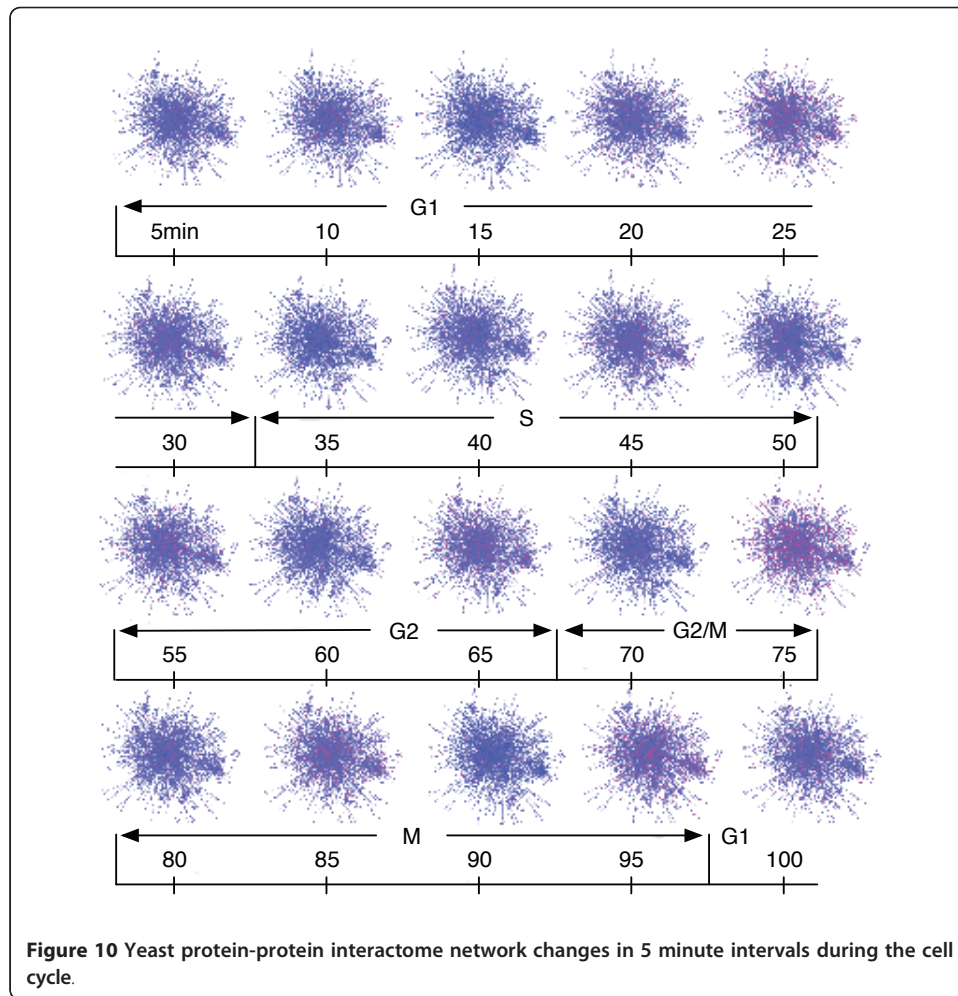 G1
5min 10 15 20 25
S
30 35 40 45 50
G2 G2/M
55 60 65 70 75
M G1
80 85 90 95 100
Figure 10 Yeast protein-protein interactome network changes in 5 minute intervals during the cell
cycle.